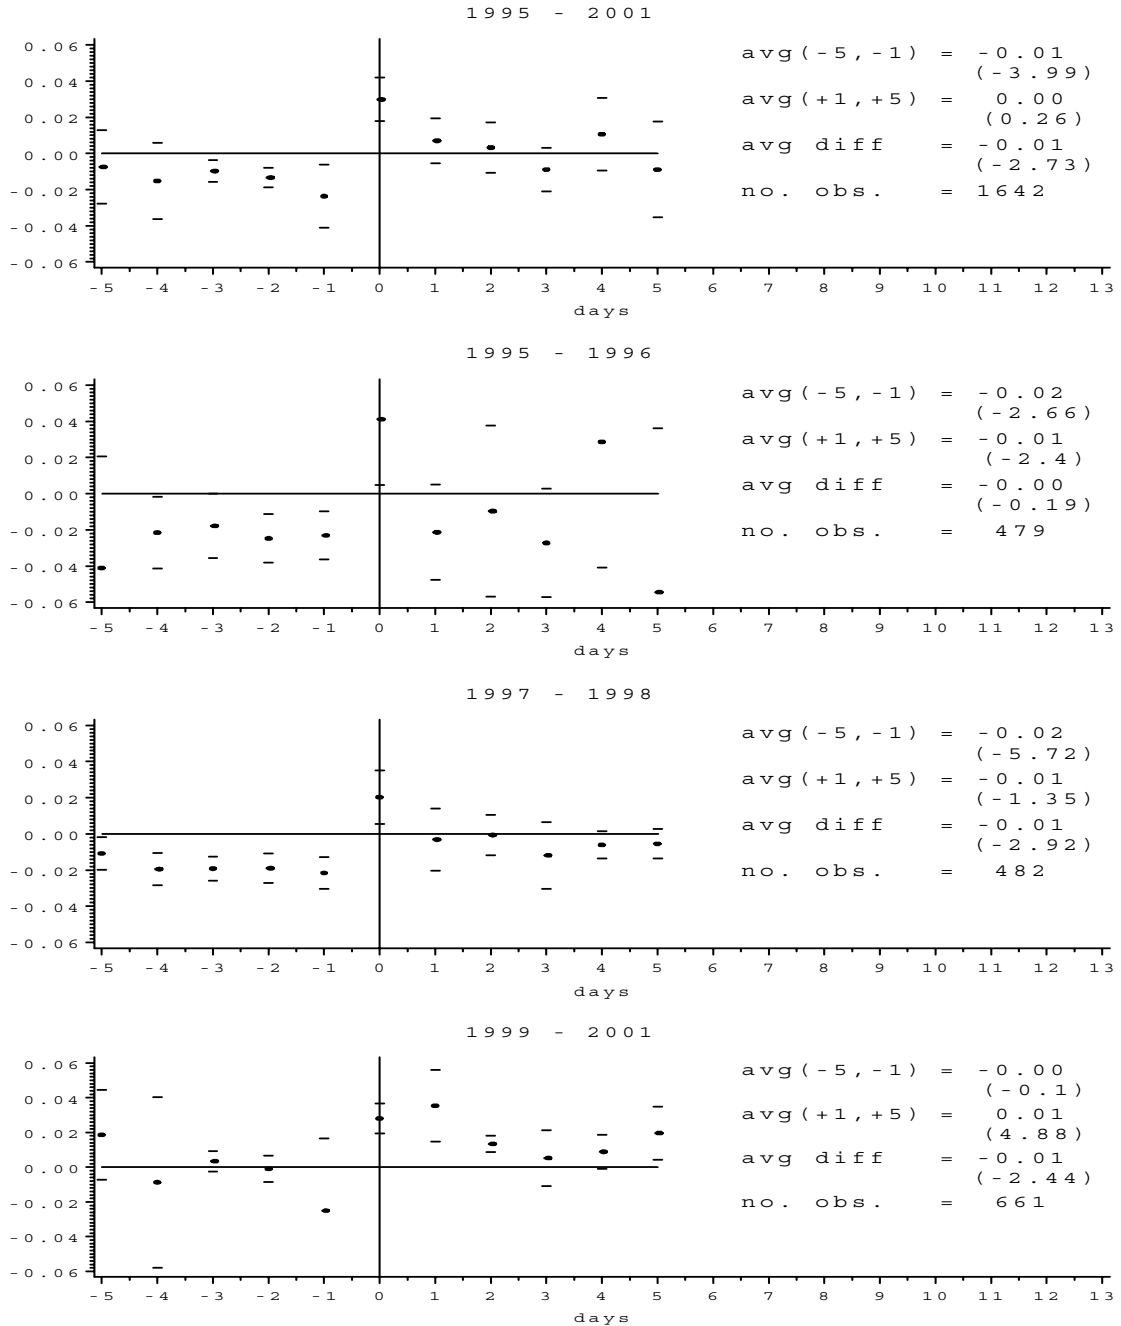 1995 - 2001
0.06
0.04
0.02
0.00
-0.02
-0.04
-0.06
avg(-5,-1) = -0.01
(-3.99)
avg(+1,+5) = 0.00
(0.26)
avg diff = -0.01
(-2.73)
no. obs. = 1642
-5 -4 -3 -2 -1 0 1 2 3 4 5 6 7 8 9 10 11 12 13
days
1995 - 1996
0.06
0.04
0.02
0.00
-0.02
-0.04
-0.06
avg(-5,-1) = -0.02
(-2.66)
avg(+1,+5) = -0.01
(-2.4)
avg diff = -0.00
(-0.19)
no. obs. = 479
-5 -4 -3 -2 -1 0 1 2 3 4 5 6 7 8 9 10 11 12 13
days
1997 - 1998
0.06
0.04
0.02
0.00
-0.02
-0.04
-0.06
avg(-5,-1) = -0.02
(-5.72)
avg(+1,+5) = -0.01
(-1.35)
avg diff = -0.01
(-2.92)
no. obs. = 482
-5 -4 -3 -2 -1 0 1 2 3 4 5 6 7 8 9 10 11 12 13
days
1999 - 2001
0.06
0.04
0.02
0.00
-0.02
-0.04
-0.06
avg(-5,-1) = -0.00
(-0.1)
avg(+1,+5) = 0.01
(4.88)
avg diff = -0.01
(-2.44)
no. obs. = 661
-5 -4 -3 -2 -1 0 1 2 3 4 5 6 7 8 9 10 11 12 13
days